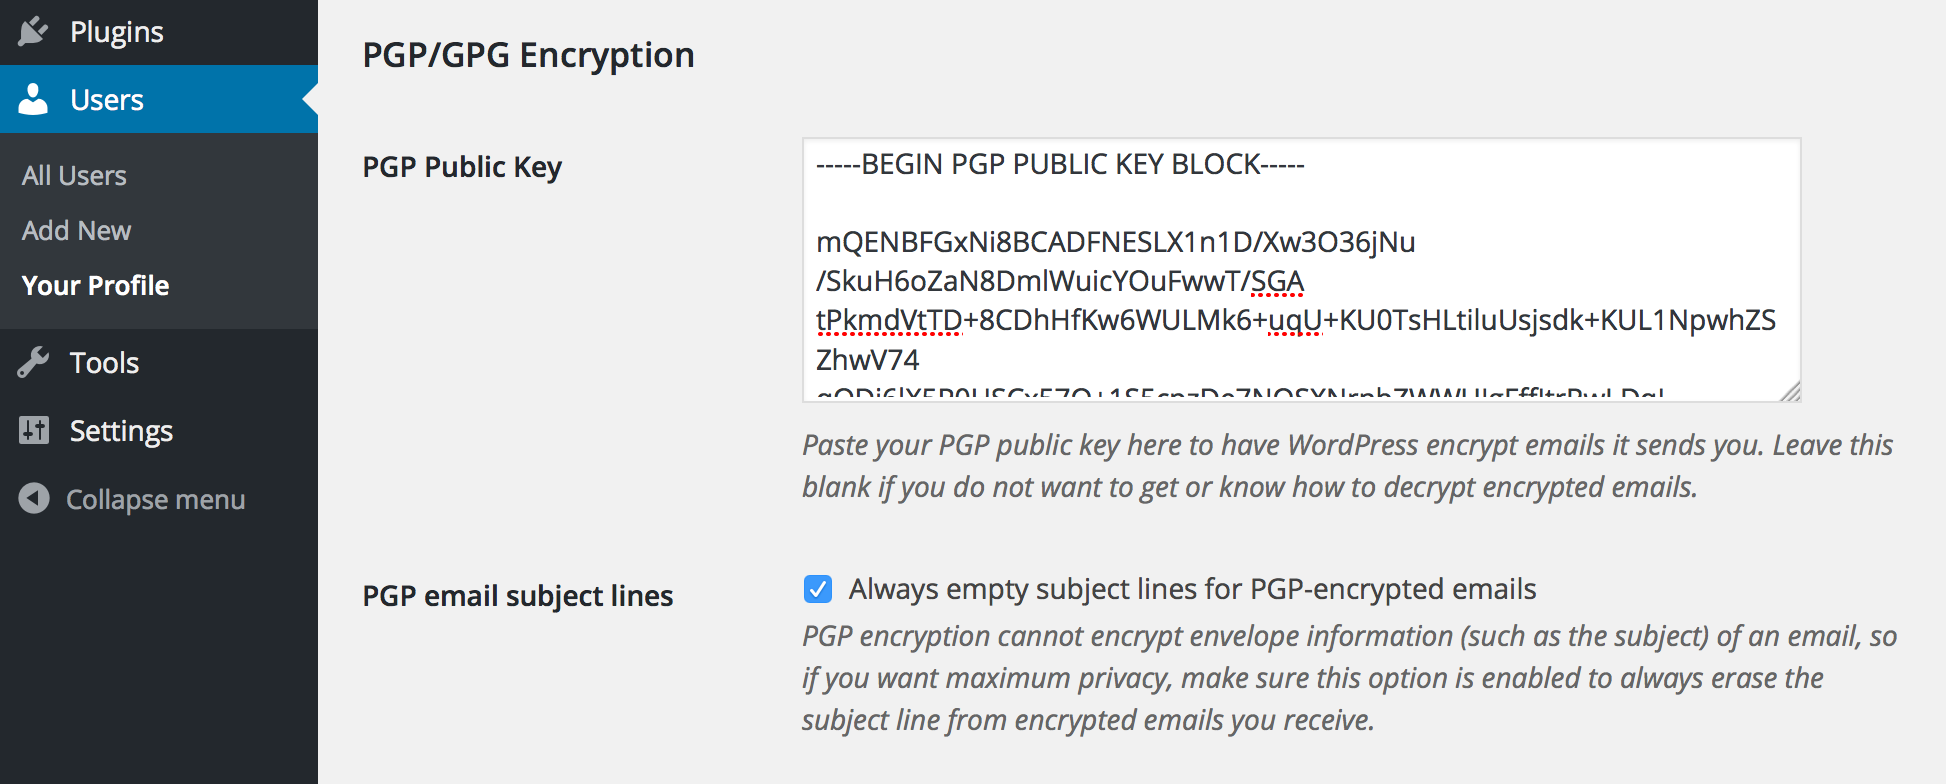 Plugins
Users
All Users
Add New
Your Profile
Tools
Settings
Collapse menu
PGP/GPG Encryption
PGP Public Key
-----BEGIN PGP PUBLIC KEY BLOCK-----
mQENBFGxNi8BCADFNESLX1n1D/Xw3O36jNu
/SkuH6oZaN8DmlWuicYOuFwwT/SGA
tPkmdVtTD+8CDhHfKw6WULMk6+uqU+KU0TsHLtiluUsjsdk+KUL1NpwhZS
ZhwV74
Paste your PGP public key here to have WordPress encrypt emails it sends you. Leave this
blank if you do not want to get or know how to decrypt encrypted emails.
PGP email subject lines
Always empty subject lines for PGP-encrypted emails
PGP encryption cannot encrypt envelope information (such as the subject) of an email, so
if you want maximum privacy, make sure this option is enabled to always erase the
subject line from encrypted emails you receive.